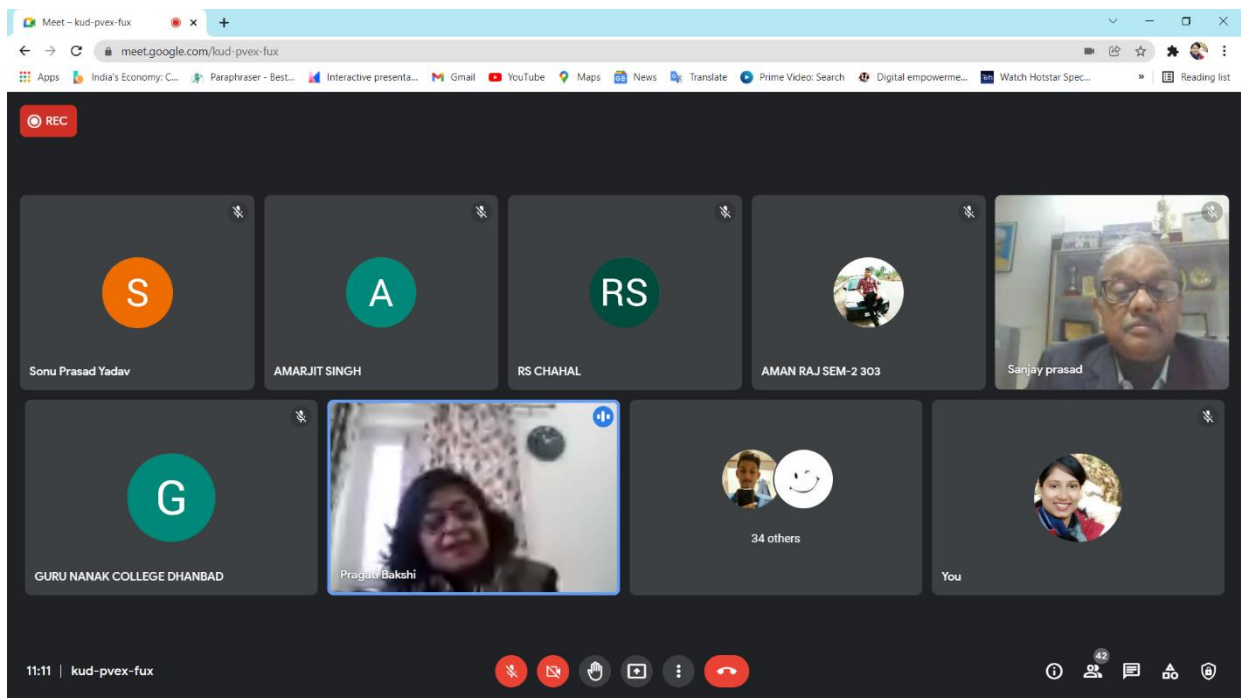 Meet – kud-pvex-fux
meet.google.com/kud-pvex-fux
Apps India's Economy: C... Paraphraser - Best... Interactive presenta... Gmail YouTube Maps News Translate Prime Video: Search Digital empowerme... Watch Hotstar Spec... » Reading list
REC
S A RS
Sonu Prasad Yadav AMARJIT SINGH RS CHAHAL AMAN RAJ SEM-2 303 Sanjay prasad
G
34 others
GURU NANAK COLLEGE DHANBAD Pragati Bakshi You
11:11 | kud-pvex-fux 42